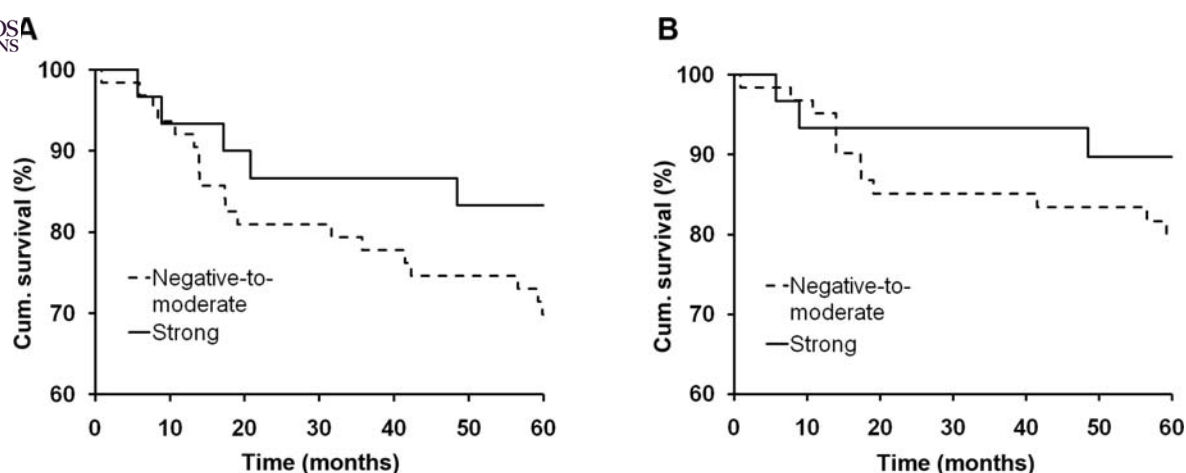 OS
NS
A
100
90
80
70
60
Cum. survival (%)
Negative-to-
moderate
Strong
0 10 20 30 40 50 60
Time (months)
B
100
90
80
70
60
Cum. survival (%)
Negative-to-
moderate
Strong
0 10 20 30 40 50 60
Time (months)